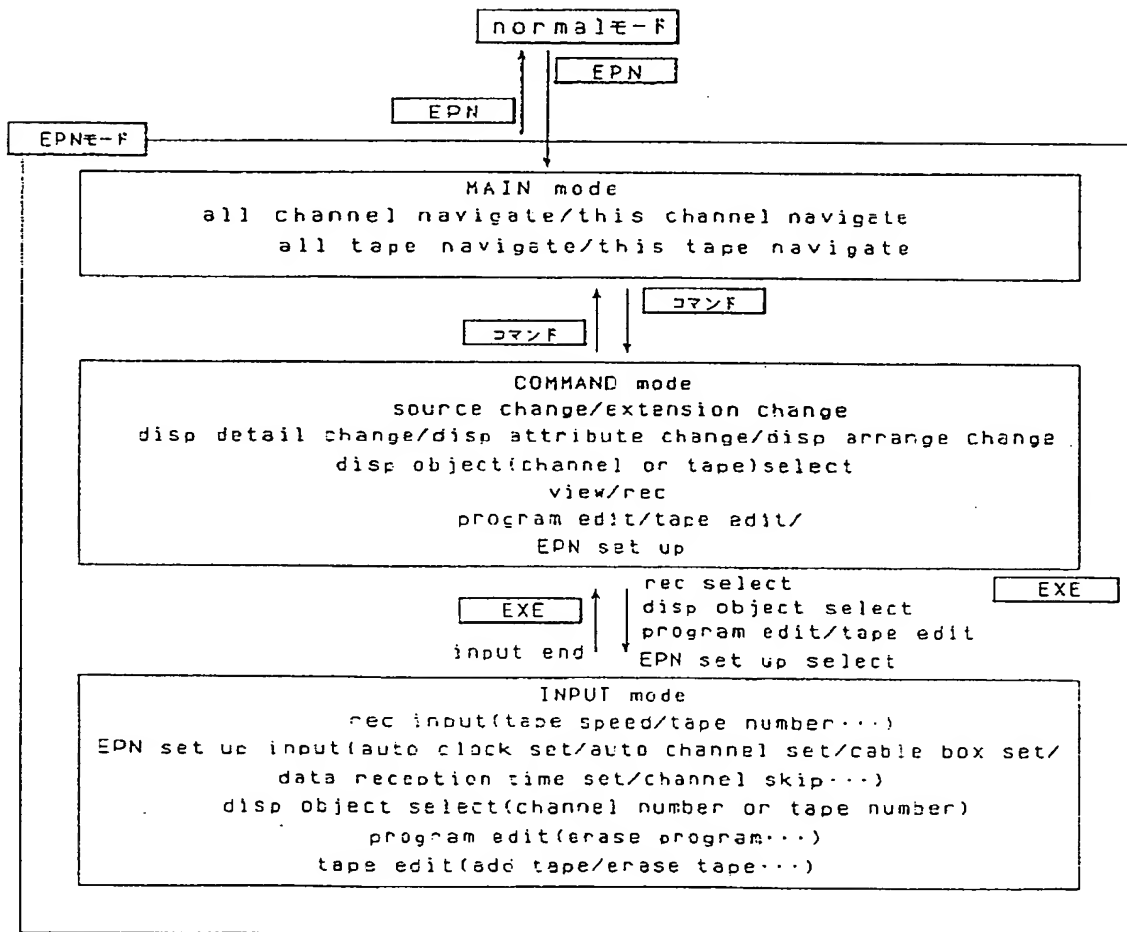 normalモード
EPN
EPN
EPNモード
MAIN mode
all channel navigate/this channel navigate
all tape navigate/this tape navigate
コマンド
コマンド
COMMAND mode
source change/extension change
disp detail change/disp attribute change/disp arrange change
disp object(channel or tape)select
view/rec
program edit/tape edit/
EPN set up
rec select
EXE
EXE
disp object select
program edit/tape edit
input end
EPN set up select
INPUT mode
rec input(tape speed/tape number···)
EPN set up input(auto clock set/auto channel set/cable box set/
data reception time set/channel skip···)
disp object select(channel number or tape number)
program edit(erase program···)
tape edit(add tape/erase tape···)